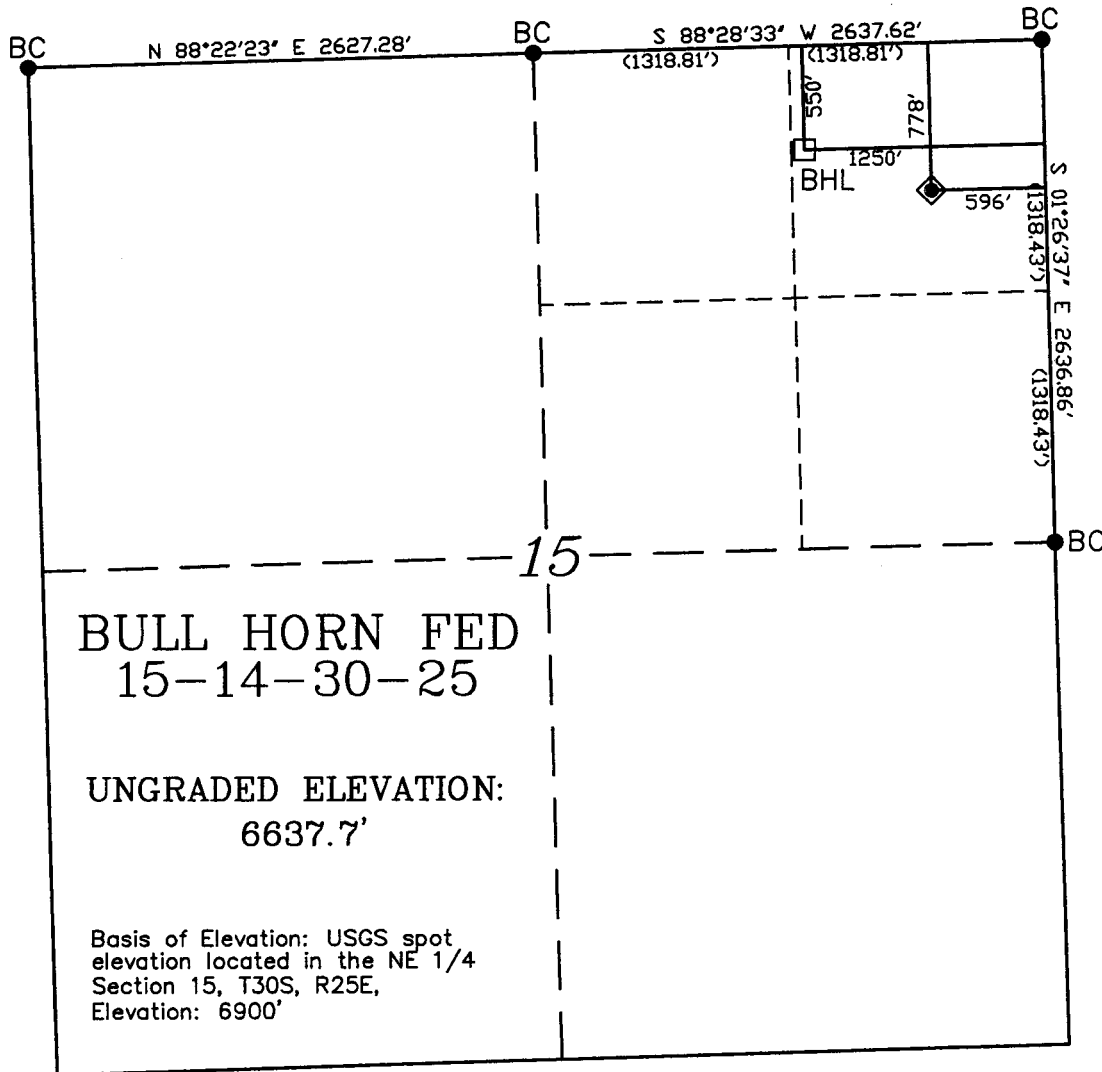 BC
BC
BC
N 88°22'23" E 2627.28'
S 88°28'33" W 2637.62'
(1318.81')
(1318.81')
550'
778'
1250'
BHL
596'
S 01°26'37" E 2636.86'
(1318.43')
(1318.43')
15
BC
BULL HORN FED
15-14-30-25
UNGRADED ELEVATION:
6637.7'
Basis of Elevation: USGS spot
elevation located in the NE 1/4
Section 15, T30S, R25E,
Elevation: 6900'